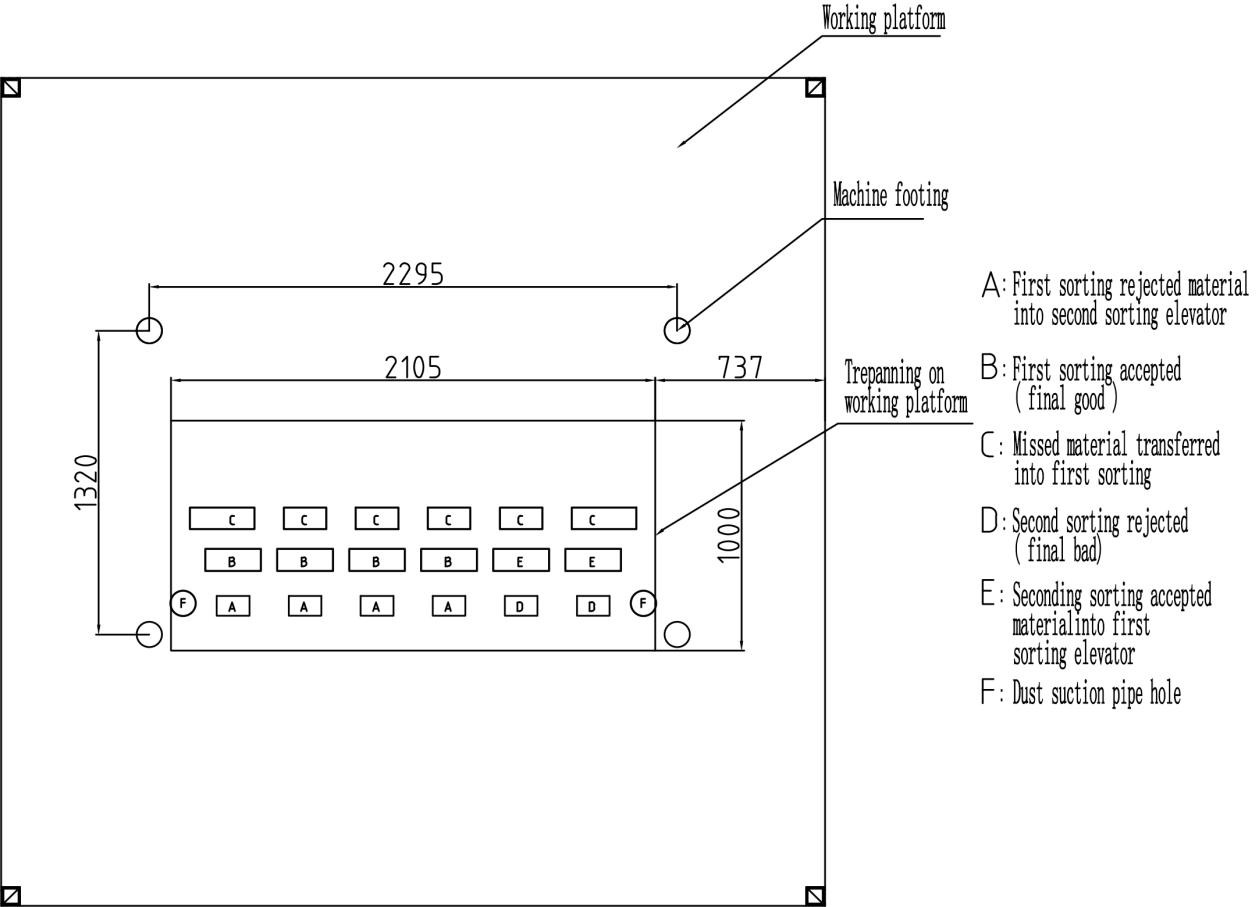 Working platform
Machine footing
2295
2105
737
1320
1000
Trepanning on
working platform
C C C C C C
B B B B E E
F A A A A D D F
A: First sorting rejected material
into second sorting elevator
B: First sorting accepted
( final good )
C: Missed material transferred
into first sorting
D: Second sorting rejected
( final bad)
E: Seconding sorting accepted
materialinto first
sorting elevator
F: Dust suction pipe hole